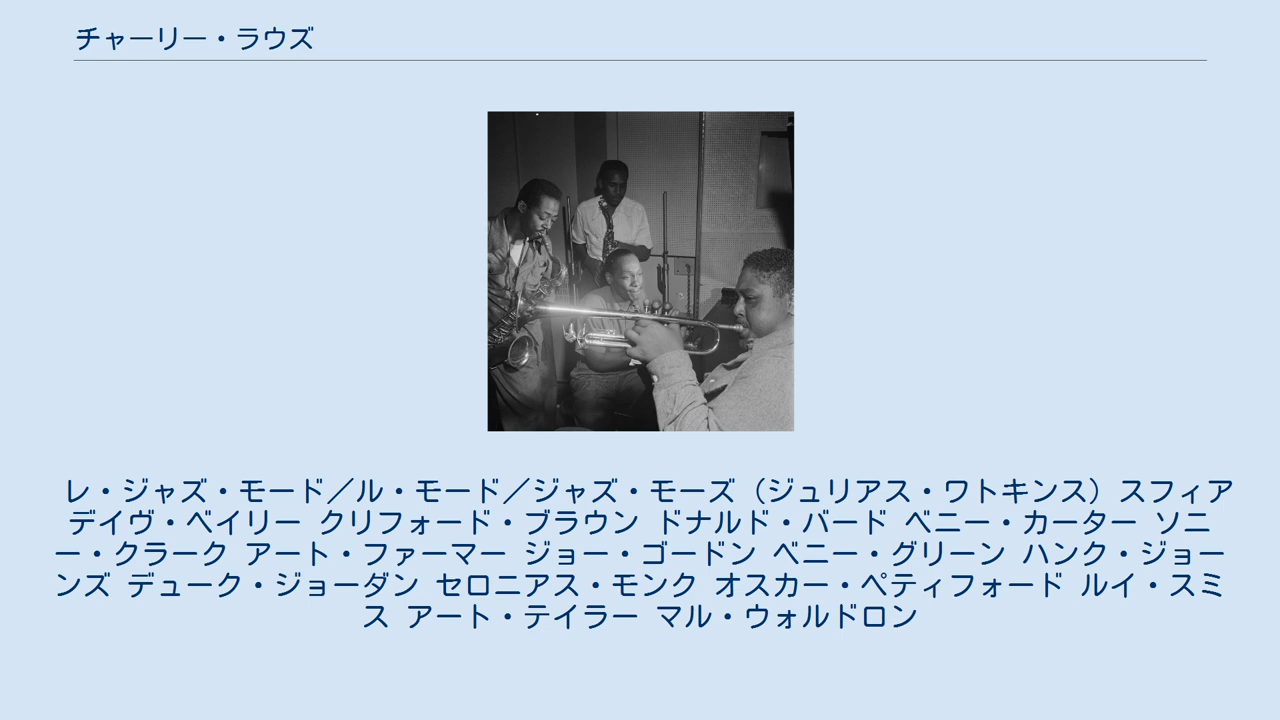 チャーリー・ラウズ
レ・ジャズ・モード／ル・モード／ジャズ・モーズ（ジュリアス・ワトキンス）スフィア
デイヴ・ベイリー クリフォード・ブラウン ドナルド・バード ベニー・カーター ソニ
ー・クラーク アート・ファーマー ジョー・ゴードン ベニー・グリーン ハンク・ジョー
ンズ デューク・ジョーダン セロニアス・モンク オスカー・ペティフォード ルイ・スミ
ス アート・テイラー マル・ウォルドロン